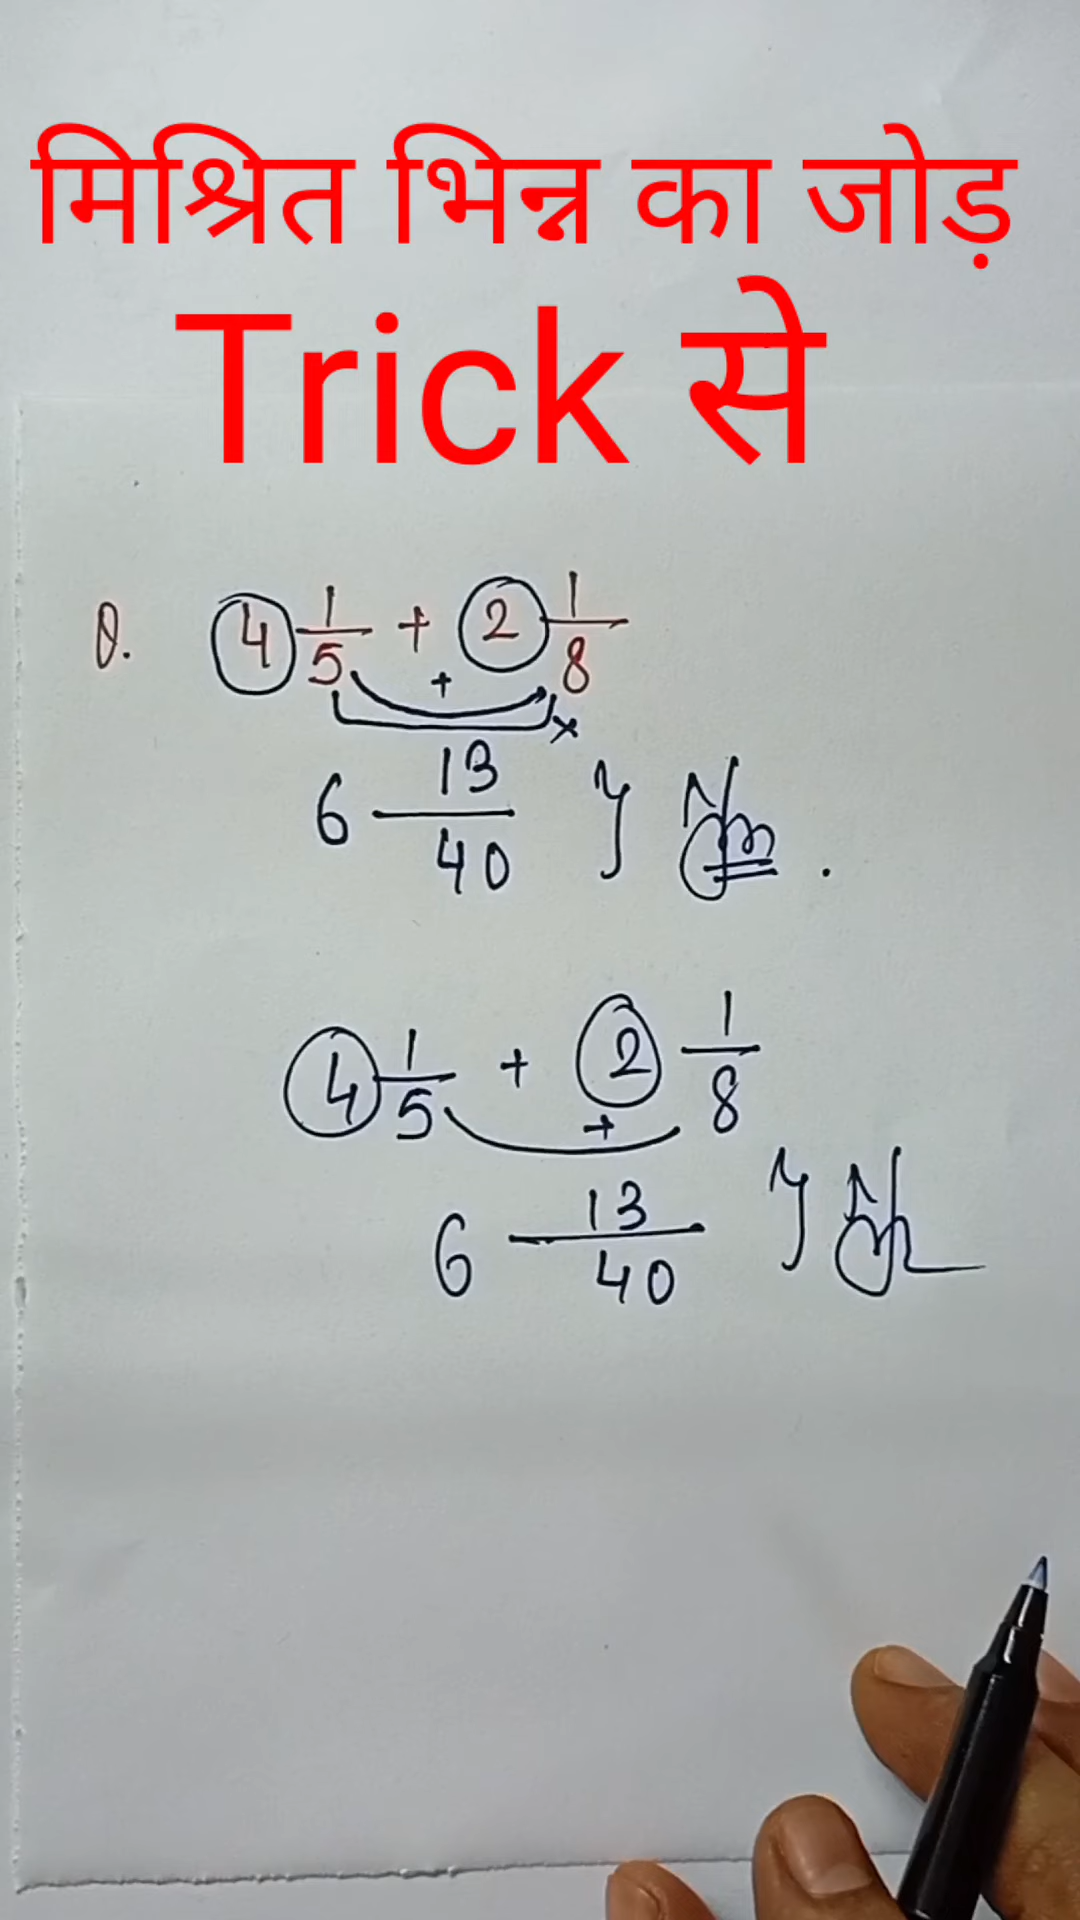 मिश्रित भिन्न का जोड़
Trick से
Q. 4 1/5 + 2 1/8
+
×
6 13/40
4 1/5 + 2 1/8
+
6 13/40